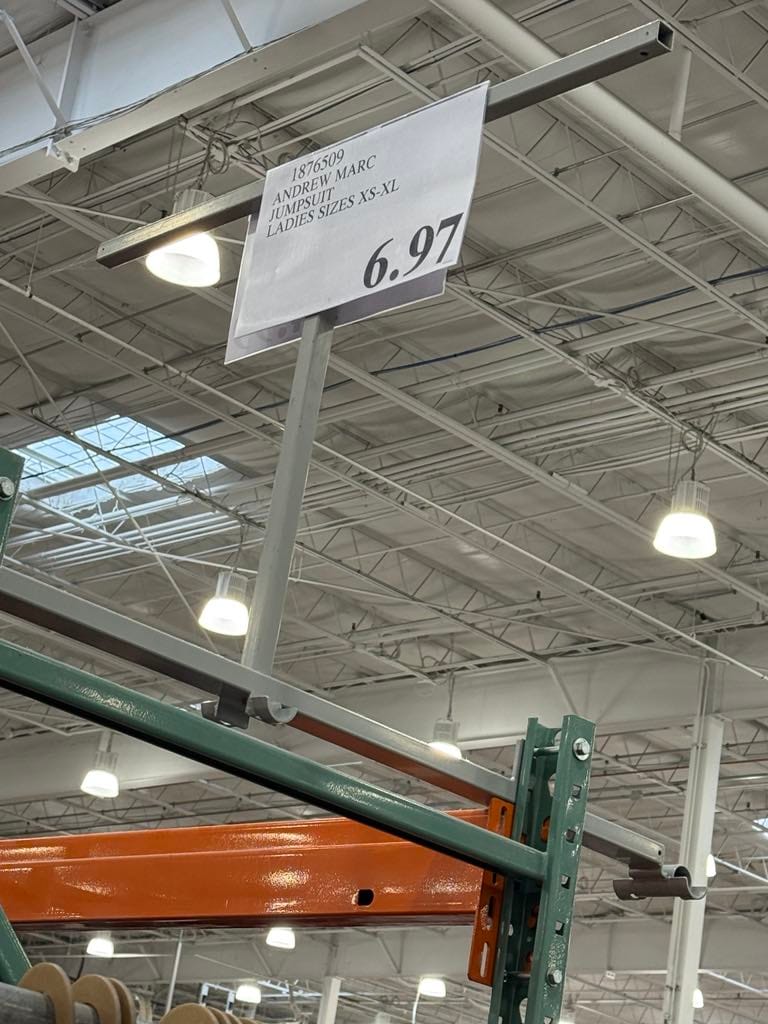 1876509
ANDREW MARC
JUMPSUIT
LADIES SIZES XS-XL
6.97